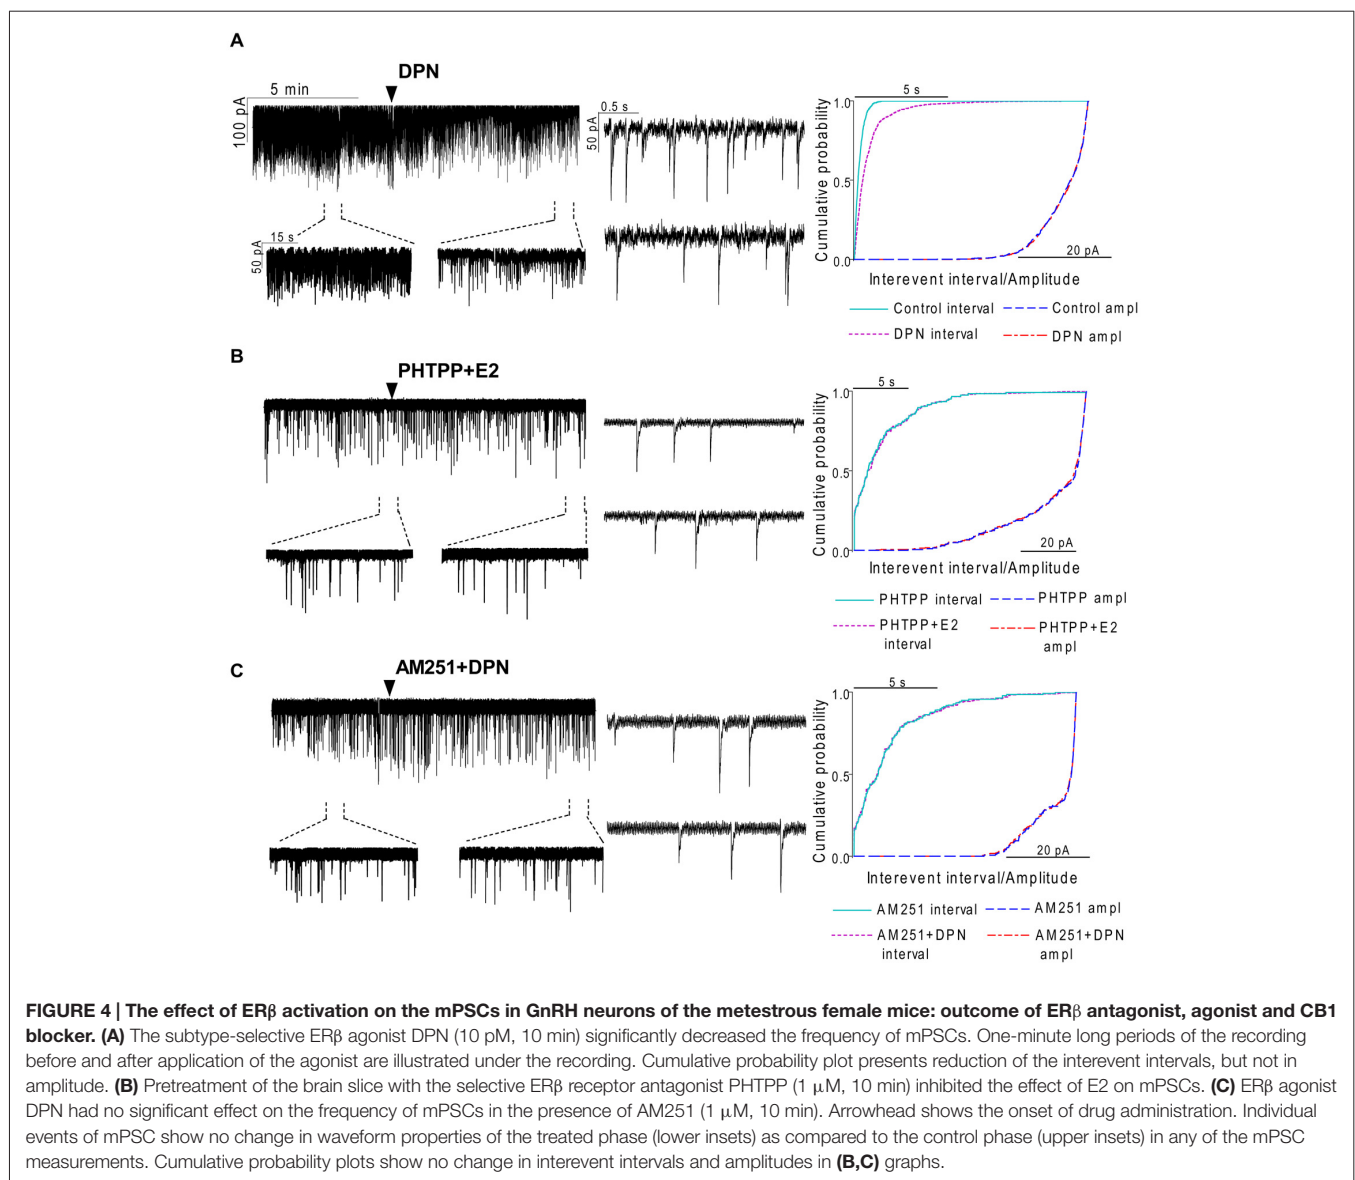 A
DPN
5 min
100 pA
15 s
50 pA
0.5 s
50 pA
5 s
1.0
0.5
0.0
Cumulative probability
20 pA
Interevent interval/Amplitude
Control interval
Control ampl
DPN interval
DPN ampl
B
PHTPP+E2
5 s
1.0
0.5
0.0
Cumulative probability
20 pA
Interevent interval/Amplitude
PHTPP interval
PHTPP ampl
PHTPP+E2
interval
PHTPP+E2
ampl
C
AM251+DPN
5 s
1.0
0.5
0.0
Cumulative probability
20 pA
Interevent interval/Amplitude
AM251 interval
AM251 ampl
AM251+DPN
interval
AM251+DPN
ampl
FIGURE 4 | The effect of ERβ activation on the mPSCs in GnRH neurons of the metestrous female mice: outcome of ERβ antagonist, agonist and CB1
blocker. (A) The subtype-selective ERβ agonist DPN (10 pM, 10 min) significantly decreased the frequency of mPSCs. One-minute long periods of the recording
before and after application of the agonist are illustrated under the recording. Cumulative probability plot presents reduction of the interevent intervals, but not in
amplitude. (B) Pretreatment of the brain slice with the selective ERβ receptor antagonist PHTPP (1 μM, 10 min) inhibited the effect of E2 on mPSCs. (C) ERβ agonist
DPN had no significant effect on the frequency of mPSCs in the presence of AM251 (1 μM, 10 min). Arrowhead shows the onset of drug administration. Individual
events of mPSC show no change in waveform properties of the treated phase (lower insets) as compared to the control phase (upper insets) in any of the mPSC
measurements. Cumulative probability plots show no change in interevent intervals and amplitudes in (B,C) graphs.